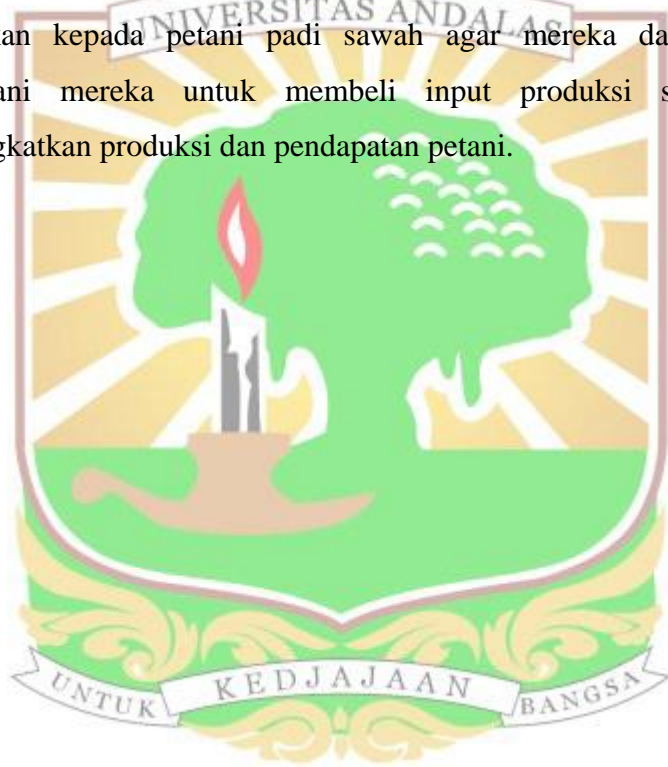 UNIVERSITAS ANDALAS
an kepada petani padi sawah agar mereka da
ani mereka untuk membeli input produksi s
gkatkan produksi dan pendapatan petani.
UNTUK KEDJAJAAN BANGSA